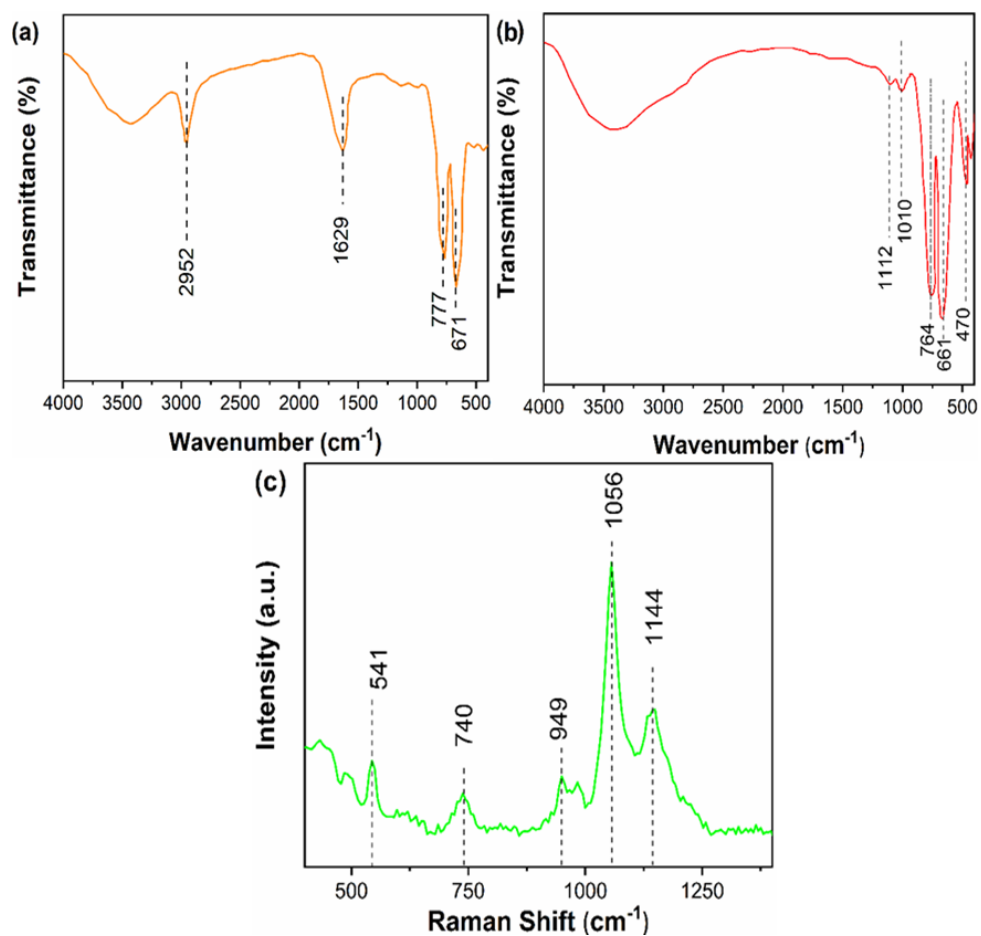 (a)
Transmittance (%)
2952
1629
777
671
4000 3500 3000 2500 2000 1500 1000 500
Wavenumber (cm⁻¹)
(b)
Transmittance (%)
1112
1010
764
661
470
4000 3500 3000 2500 2000 1500 1000 500
Wavenumber (cm⁻¹)
(c)
Intensity (a.u.)
541
740
949
1056
1144
500 750 1000 1250
Raman Shift (cm⁻¹)